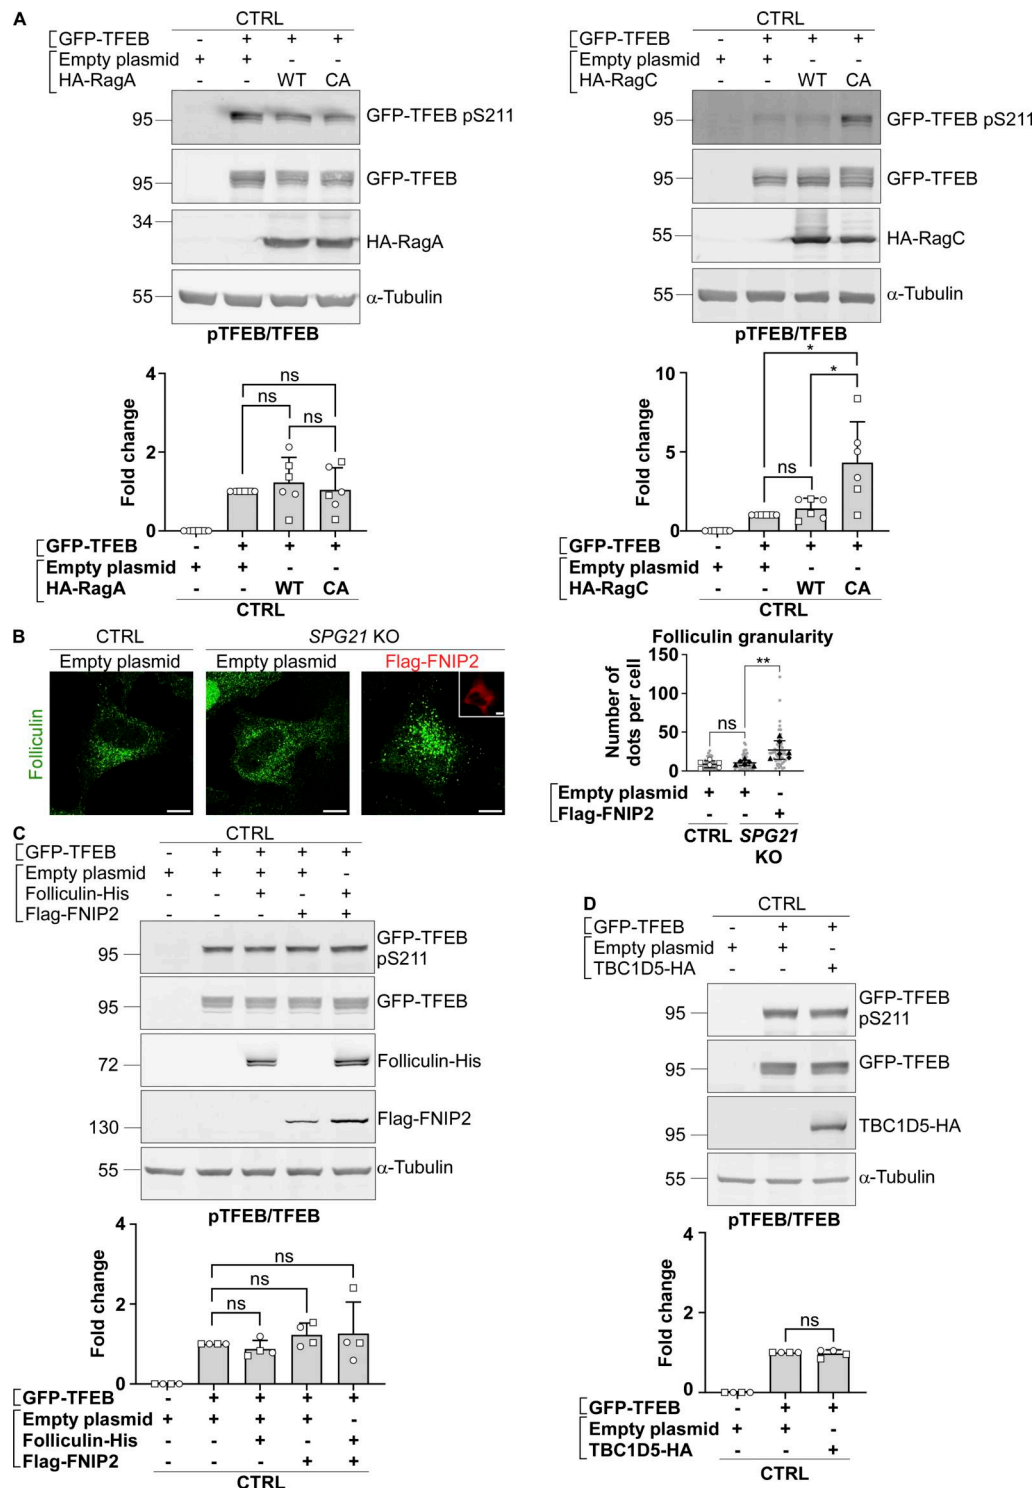 A
CTRL
GFP-TFEB - + + +
Empty plasmid + + - -
HA-RagA - - WT CA
95 GFP-TFEB pS211
95 GFP-TFEB
34
HA-RagA
55 α-Tubulin
pTFEB/TFEB
4
ns
ns
ns
2
0
Fold change
GFP-TFEB - + + +
Empty plasmid + + - -
HA-RagA - - WT CA
CTRL
CTRL
GFP-TFEB - + + +
Empty plasmid + + - -
HA-RagC - - WT CA
95 GFP-TFEB pS211
95 GFP-TFEB
55 HA-RagC
55 α-Tubulin
pTFEB/TFEB
*
10
*
ns
5
0
Fold change
GFP-TFEB - + + +
Empty plasmid + + - -
HA-RagC - - WT CA
CTRL
B
CTRL SPG21 KO
Empty plasmid Empty plasmid Flag-FNIP2
Folliculin
Folliculin granularity
150
**
100
ns
50
0
Number of
dots per cell
Empty plasmid + + -
Flag-FNIP2 - - +
CTRL SPG21
KO
C
CTRL
GFP-TFEB - + + + +
Empty plasmid + + + + -
Folliculin-His - - + - +
Flag-FNIP2 - - - + +
GFP-TFEB
95 pS211
95 GFP-TFEB
72 Folliculin-His
130 Flag-FNIP2
55 α-Tubulin
pTFEB/TFEB
4
ns
ns
ns
2
0
Fold change
GFP-TFEB - + + + +
Empty plasmid + + + + -
Folliculin-His - - + - +
Flag-FNIP2 - - - + +
CTRL
D
CTRL
GFP-TFEB - + +
Empty plasmid + + -
TBC1D5-HA - - +
GFP-TFEB
95 pS211
95 GFP-TFEB
95 TBC1D5-HA
55 α-Tubulin
pTFEB/TFEB
4
2
ns
0
Fold change
GFP-TFEB - + +
Empty plasmid + + -
TBC1D5-HA - - +
CTRL